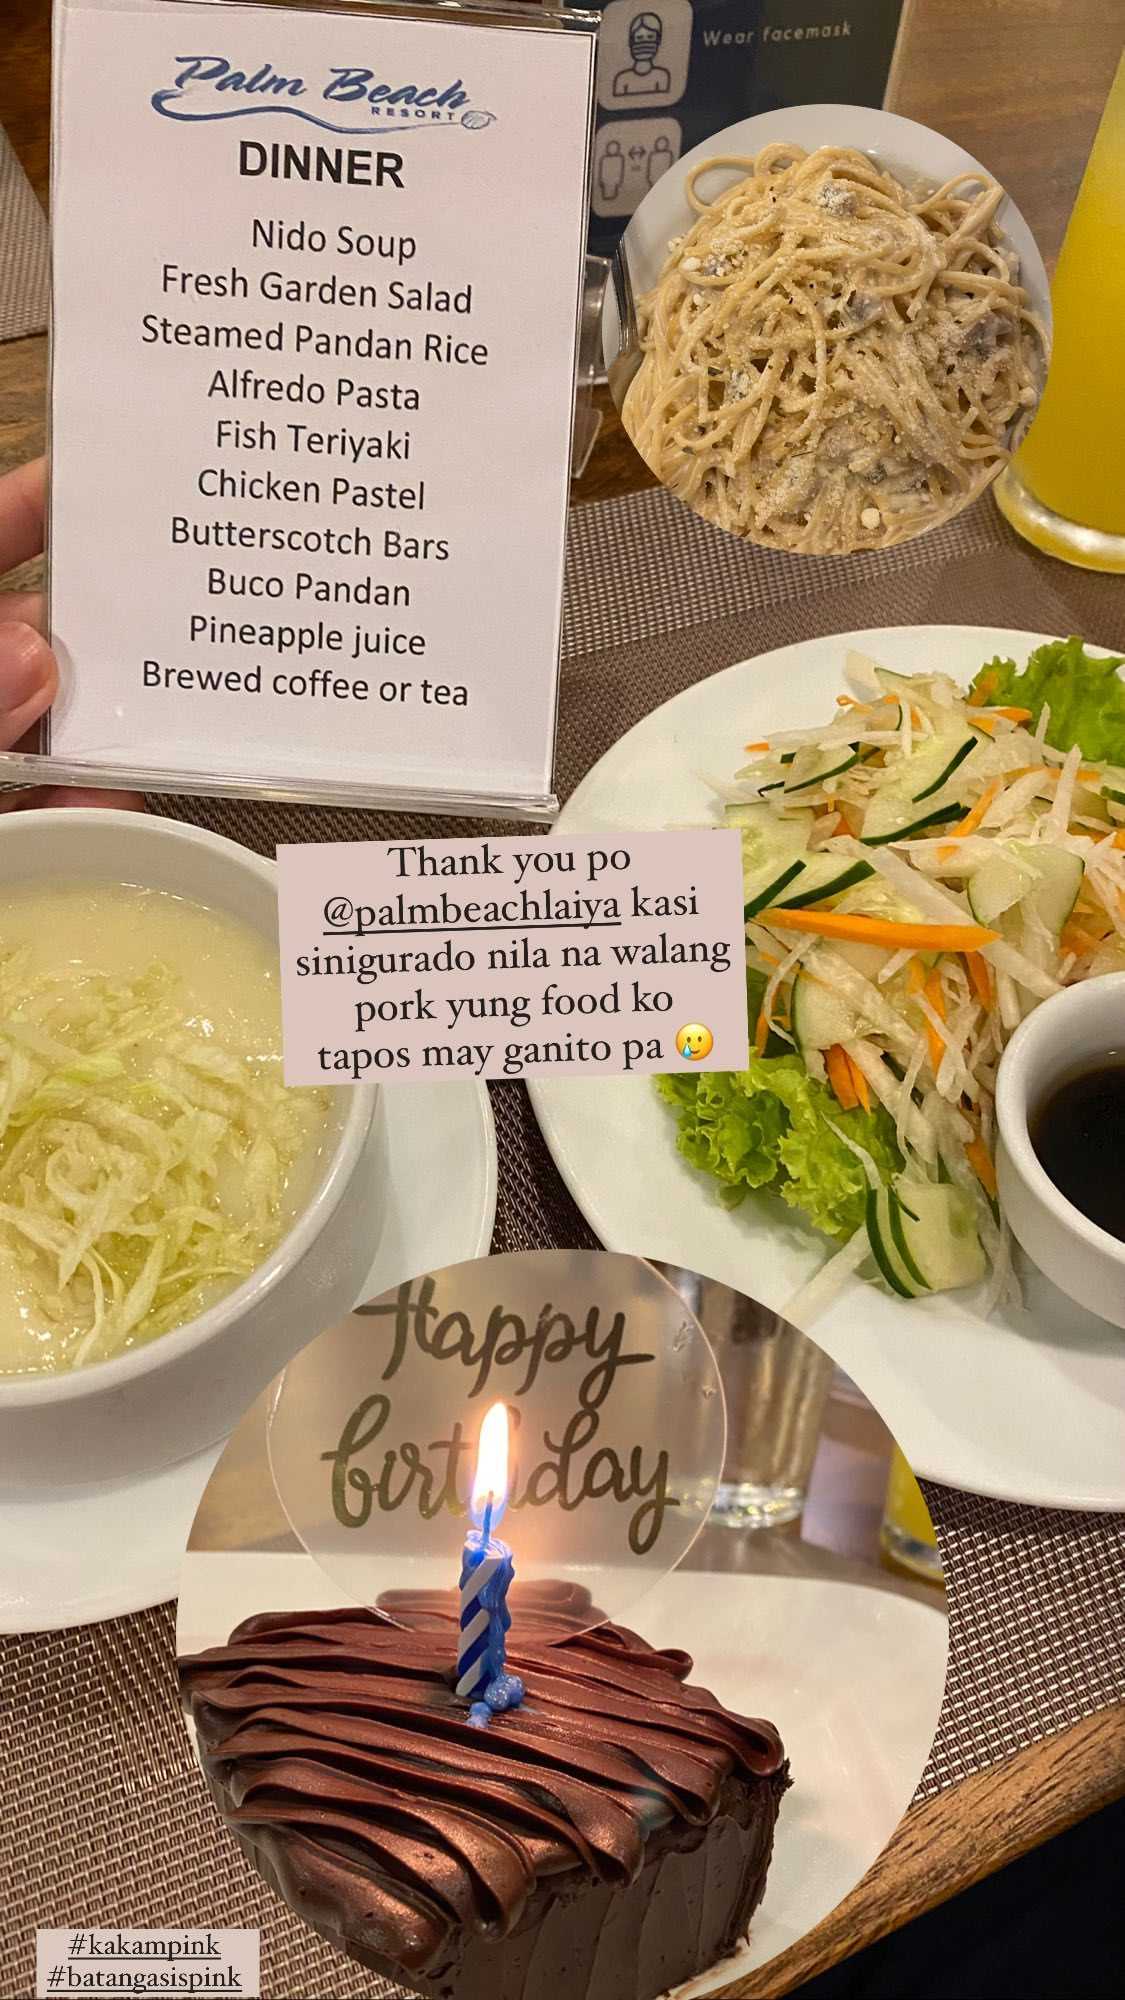 Palm Beach
RESORT
DINNER
Nido Soup
Fresh Garden Salad
Steamed Pandan Rice
Alfredo Pasta
Fish Teriyaki
Chicken Pastel
Butterscotch Bars
Buco Pandan
Pineapple juice
Brewed coffee or tea
Wear facemask
Thank you po
@palmbeachlaiya kasi
sinigurado nila na walang
pork yung food ko
tapos may ganito pa 🥲
Happy
birthday
#kakampink
#batangasispink